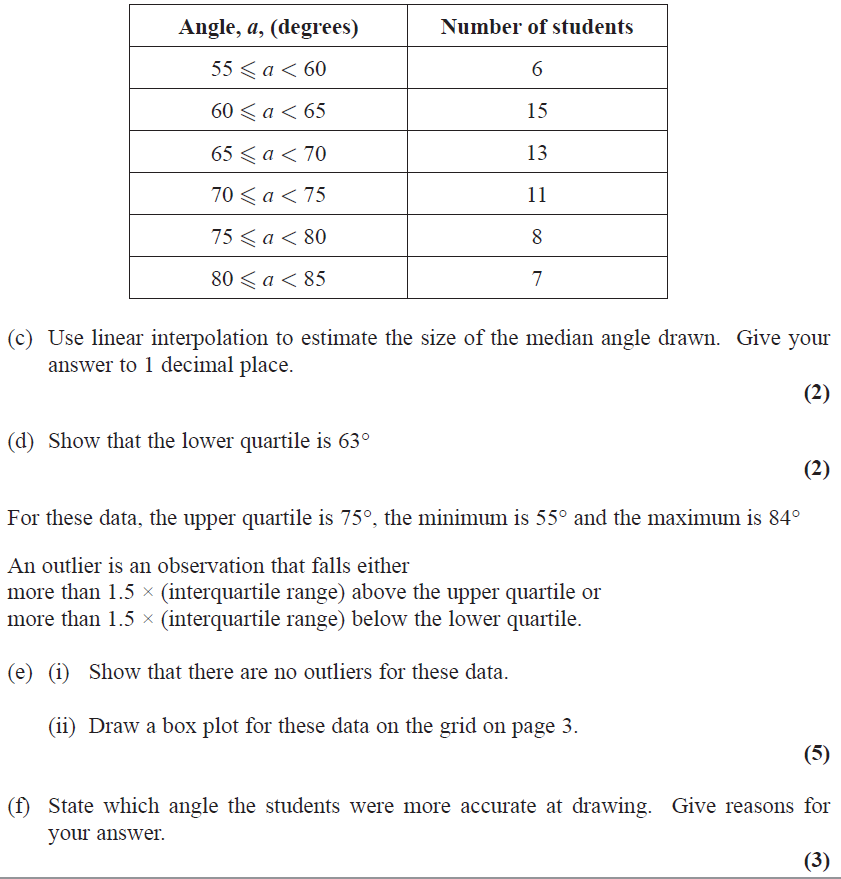 Angle, a, (degrees) Number of students
55 ⩽ a < 60 6
60 ⩽ a < 65 15
65 ⩽ a < 70 13
70 ⩽ a < 75 11
75 ⩽ a < 80 8
80 ⩽ a < 85 7
(c) Use linear interpolation to estimate the size of the median angle drawn. Give your
answer to 1 decimal place.
(2)
(d) Show that the lower quartile is 63°
(2)
For these data, the upper quartile is 75°, the minimum is 55° and the maximum is 84°
An outlier is an observation that falls either
more than 1.5 × (interquartile range) above the upper quartile or
more than 1.5 × (interquartile range) below the lower quartile.
(e) (i) Show that there are no outliers for these data.
(ii) Draw a box plot for these data on the grid on page 3.
(5)
(f) State which angle the students were more accurate at drawing. Give reasons for
your answer.
(3)